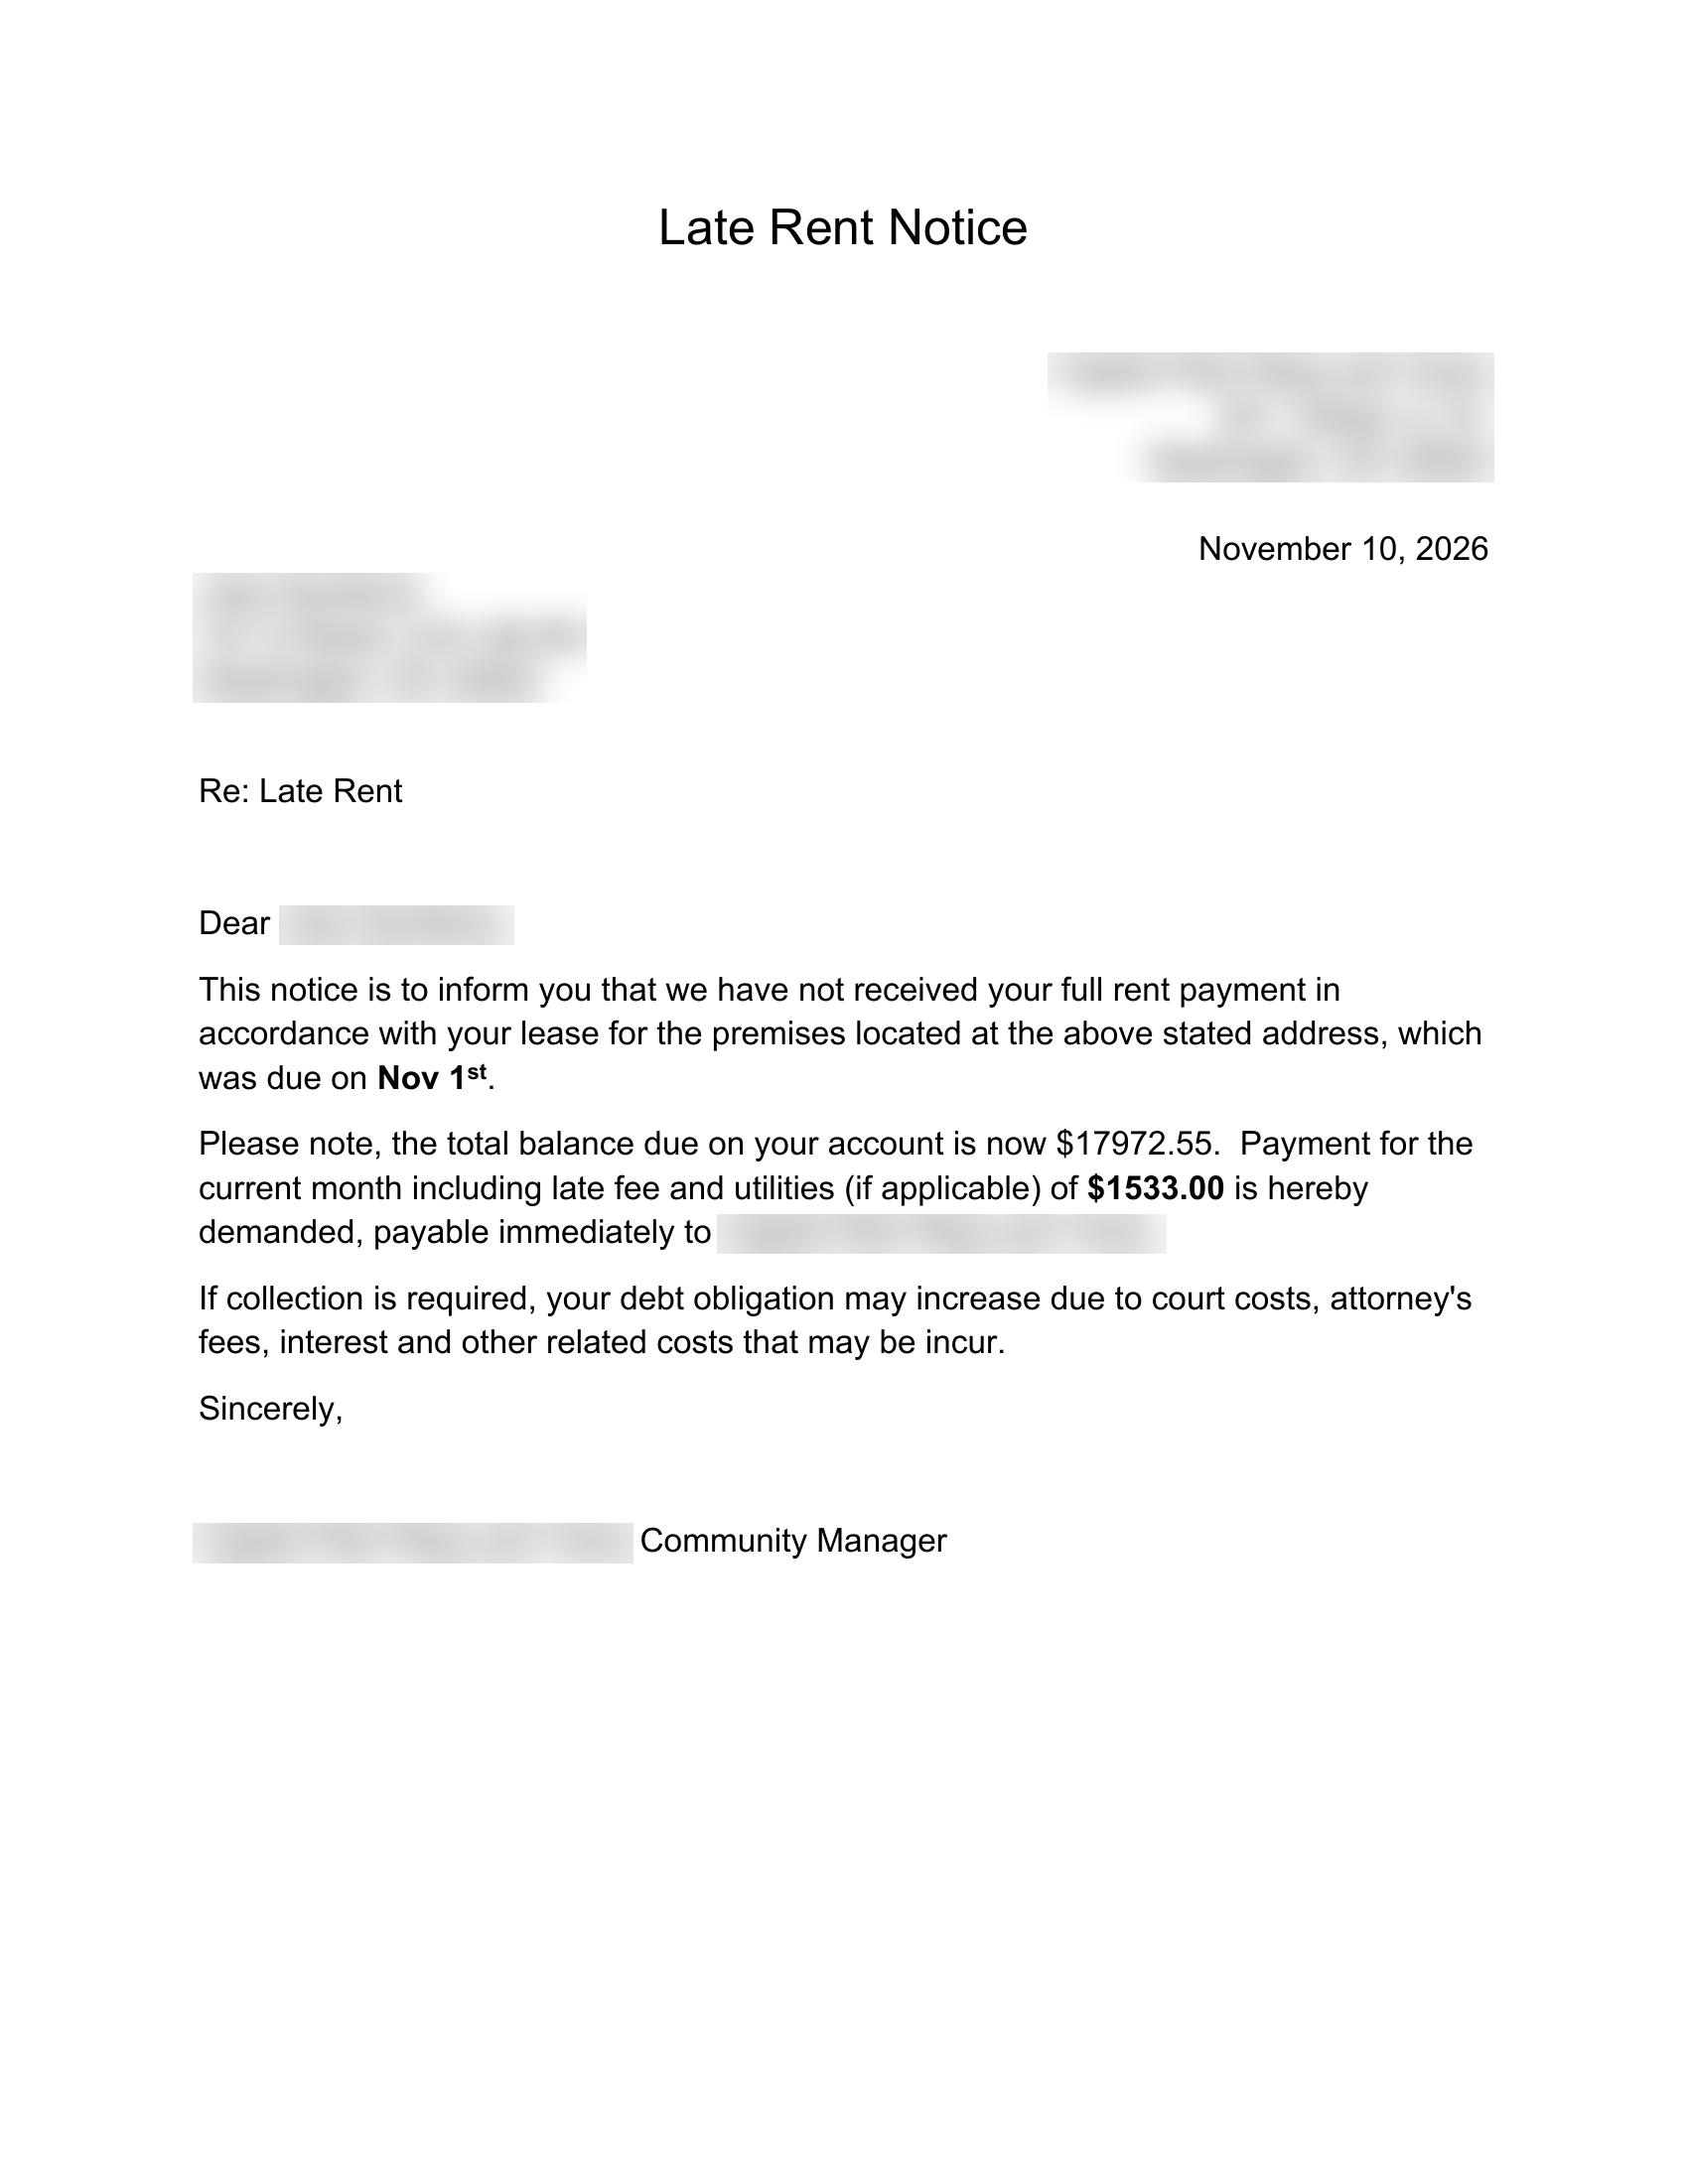 Late Rent Notice
November 10, 2026
Re: Late Rent
Dear
This notice is to inform you that we have not received your full rent payment in
accordance with your lease for the premises located at the above stated address, which
was due on Nov 1st.
Please note, the total balance due on your account is now $17972.55.  Payment for the
current month including late fee and utilities (if applicable) of $1533.00 is hereby
demanded, payable immediately to
If collection is required, your debt obligation may increase due to court costs, attorney's
fees, interest and other related costs that may be incur.
Sincerely,
Community Manager